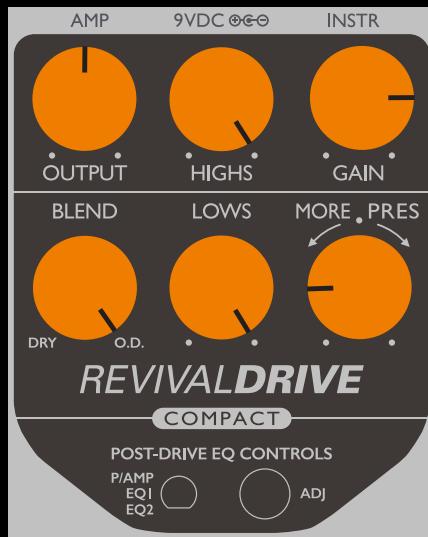 AMP 9VDC INSTR
OUTPUT HIGHS GAIN
BLEND LOWS MORE PRES
DRY O.D.
REVIVALDRIVE
COMPACT
POST-DRIVE EQ CONTROLS
P/AMP
EQ1 ADJ
EQ2